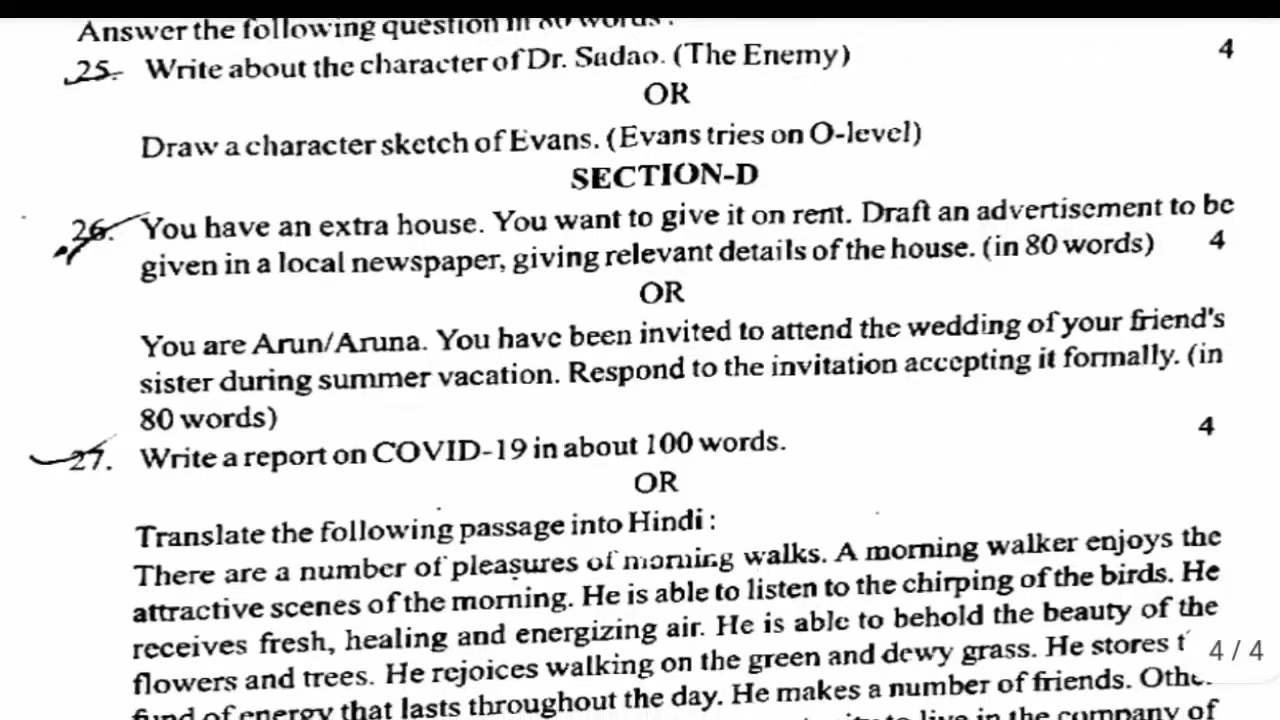 Answer the following question in 80 words :
25. Write about the character of Dr. Sadao. (The Enemy) 4
OR
Draw a character sketch of Evans. (Evans tries on O-level)
SECTION-D
26. You have an extra house. You want to give it on rent. Draft an advertisement to be
given in a local newspaper, giving relevant details of the house. (in 80 words) 4
OR
You are Arun/Aruna. You have been invited to attend the wedding of your friend's
sister during summer vacation. Respond to the invitation accepting it formally. (in
80 words)
27. Write a report on COVID-19 in about 100 words. 4
OR
Translate the following passage into Hindi :
There are a number of pleasures of morning walks. A morning walker enjoys the
attractive scenes of the morning. He is able to listen to the chirping of the birds. He
receives fresh, healing and energizing air. He is able to behold the beauty of the
flowers and trees. He rejoices walking on the green and dewy grass. He stores
4 / 4
fund of energy that lasts throughout the day. He makes a number of friends.
to live in the company of